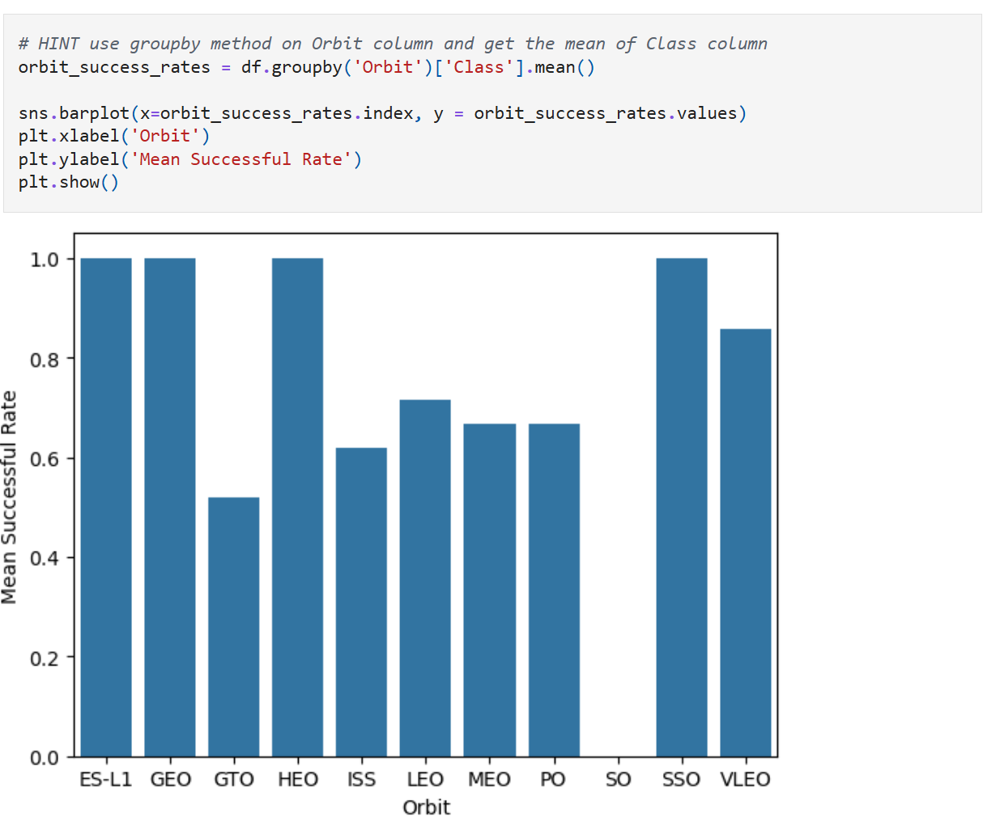 # HINT use groupby method on Orbit column and get the mean of Class column
orbit_success_rates = df.groupby('Orbit')['Class'].mean()
sns.barplot(x=orbit_success_rates.index, y = orbit_success_rates.values)
plt.xlabel('Orbit')
plt.ylabel('Mean Successful Rate')
plt.show()
1.0
0.8
0.6
0.4
0.2
0.0
Mean Successful Rate
ES-L1 GEO GTO HEO ISS LEO MEO PO SO SSO VLEO
Orbit